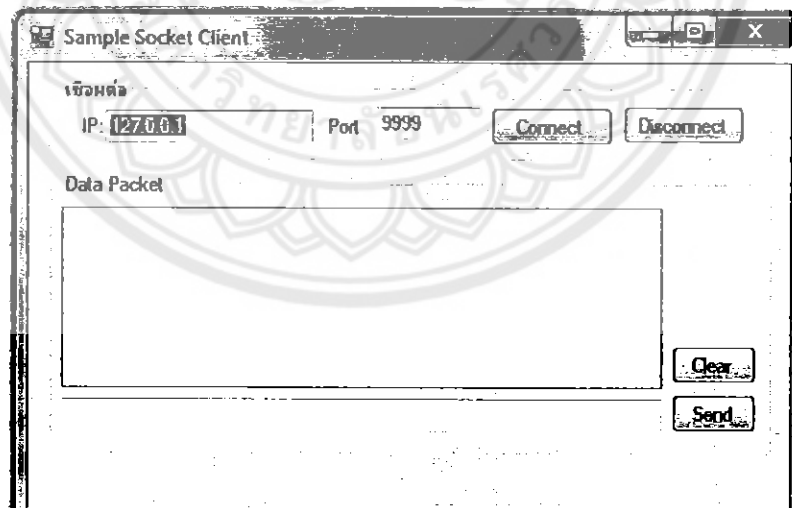 Sample Socket Client
เชื่อมต่อ
IP: 127.0.0.1 Port 9999 Connect Disconnect
Data Packet
Clear
Send